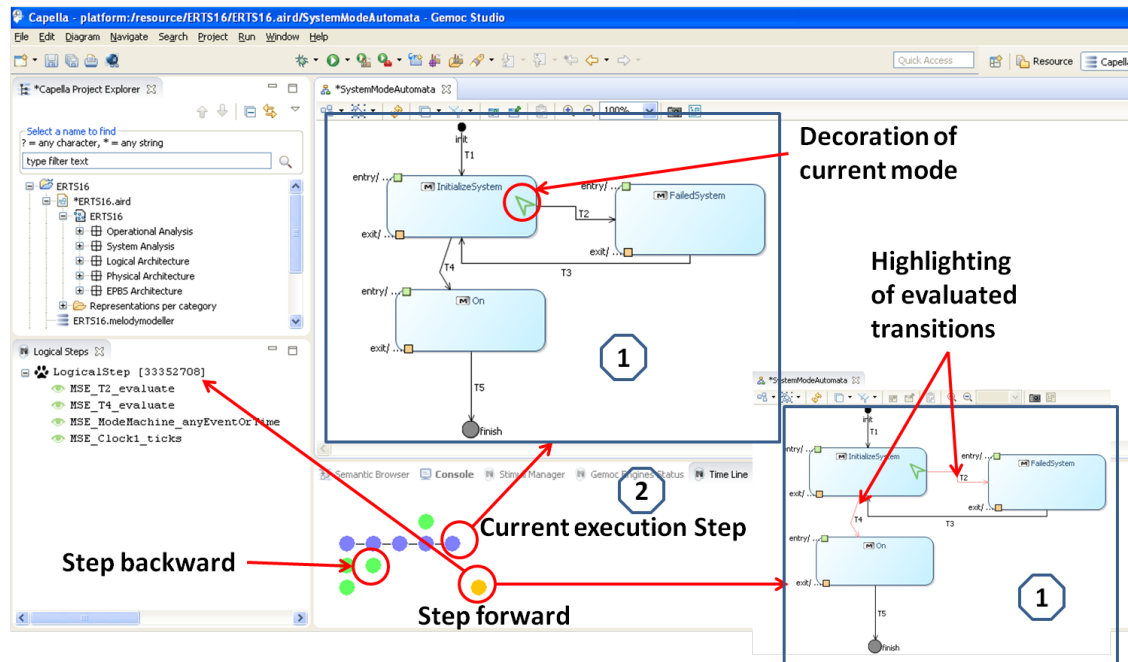 Capella - platform:/resource/ERTS16/ERTS16.aird/SystemModeAutomata - Gemoc Studio
File Edit Diagram Navigate Search Project Run Window Help
Quick Access
Resource
Capella
*Capella Project Explorer
Select a name to find
? = any character, * = any string
type filter text
ERTS16
*ERTS16.aird
ERTS16
Operational Analysis
System Analysis
Logical Architecture
Physical Architecture
EPBS Architecture
Representations per category
ERTS16.melodymodeller
Logical Steps
LogicalStep [33352708]
MSE_T2_evaluate
MSE_T4_evaluate
MSE_ModeMachine_anyEventOrTime
MSE_Clock1_ticks
*SystemModeAutomata
100%
init
T1
entry/ ...
M InitializeSystem
exit/ ...
T2
entry/ ...
M FailedSystem
exit/ ...
T3
T4
entry/ ...
M On
exit/ ...
T5
finish
1
Decoration of
current mode
Highlighting
of evaluated
transitions
Semantic Browser
Console
Stimuli Manager
Gemoc Engines Status
Time Line
2
Current execution Step
Step backward
Step forward
*SystemModeAutomata
init
T1
entry/ ...
M InitializeSystem
exit/ ...
T2
entry/ ...
M FailedSystem
exit/ ...
T3
T4
entry/ ...
M On
exit/ ...
T5
finish
1